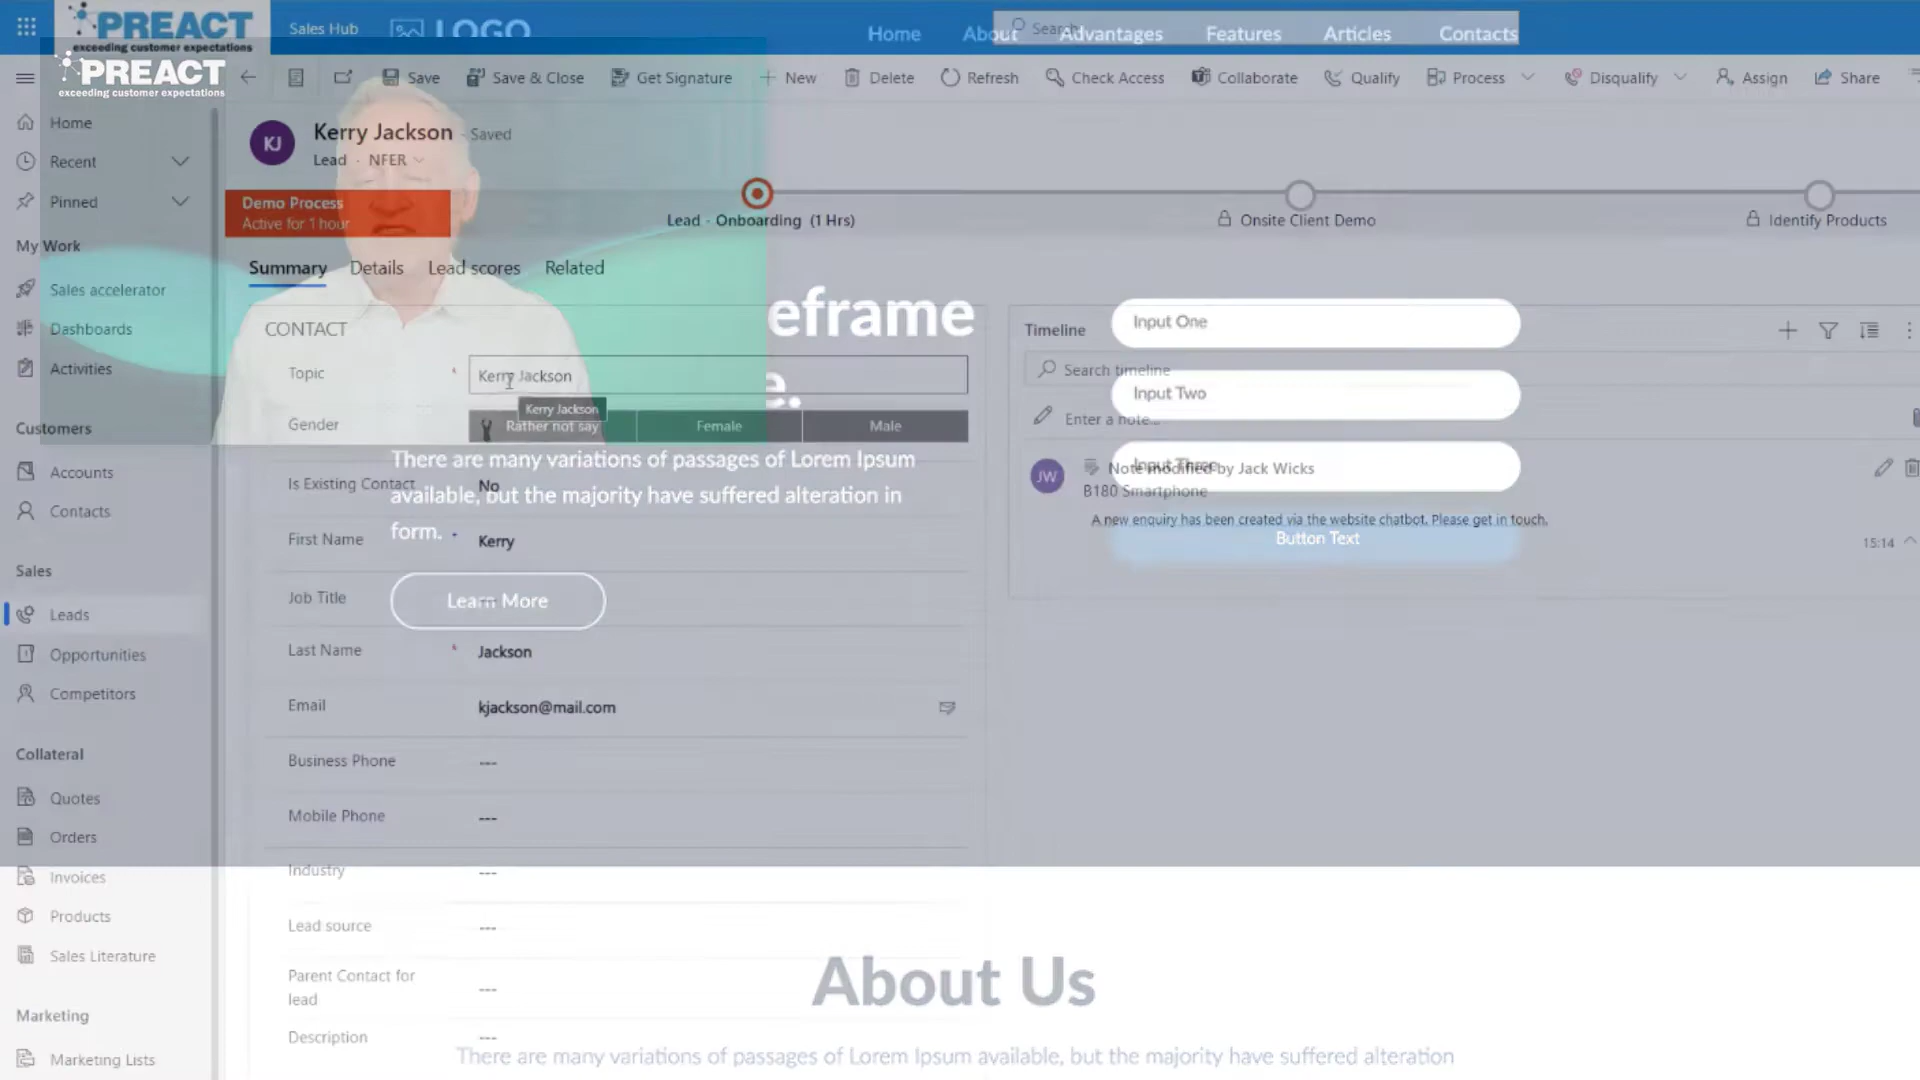 PREACT
exceeding customer expectations
Sales Hub
LOGO
Home
About
Advantages
Features
Articles
Contacts
Search
PREACT
exceeding customer expectations
Save
Save & Close
Get Signature
New
Delete
Refresh
Check Access
Collaborate
Qualify
Process
Disqualify
Assign
Share
Home
Recent
Pinned
My Work
Sales accelerator
Dashboards
Activities
Customers
Accounts
Contacts
Sales
Leads
Opportunities
Competitors
Collateral
Quotes
Orders
Invoices
Products
Sales Literature
Marketing
Marketing Lists
KJ
Kerry Jackson - Saved
Lead · NFER
Demo Process
Active for 1 hour
Lead - Onboarding (1 Hrs)
Onsite Client Demo
Identify Products
Summary
Details
Lead scores
Related
CONTACT
Topic
*
Kerry Jackson
Kerry Jackson
Gender
Rather not say
Female
Male
Is Existing Contact
No
First Name
Kerry
Job Title
---
Last Name
*
Jackson
Email
kjackson@mail.com
Business Phone
---
Mobile Phone
---
Industry
---
Lead source
---
Parent Contact for
lead
---
Description
---
eframe
e.
There are many variations of passages of Lorem Ipsum
available, but the majority have suffered alteration in
form.
Learn More
Timeline
Search timeline
Enter a note...
JW
Note modified by Jack Wicks
B180 Smartphone
A new enquiry has been created via the website chatbot. Please get in touch.
15:14
Input One
Input Two
Input Three
Button Text
About Us
There are many variations of passages of Lorem Ipsum available, but the majority have suffered alteration